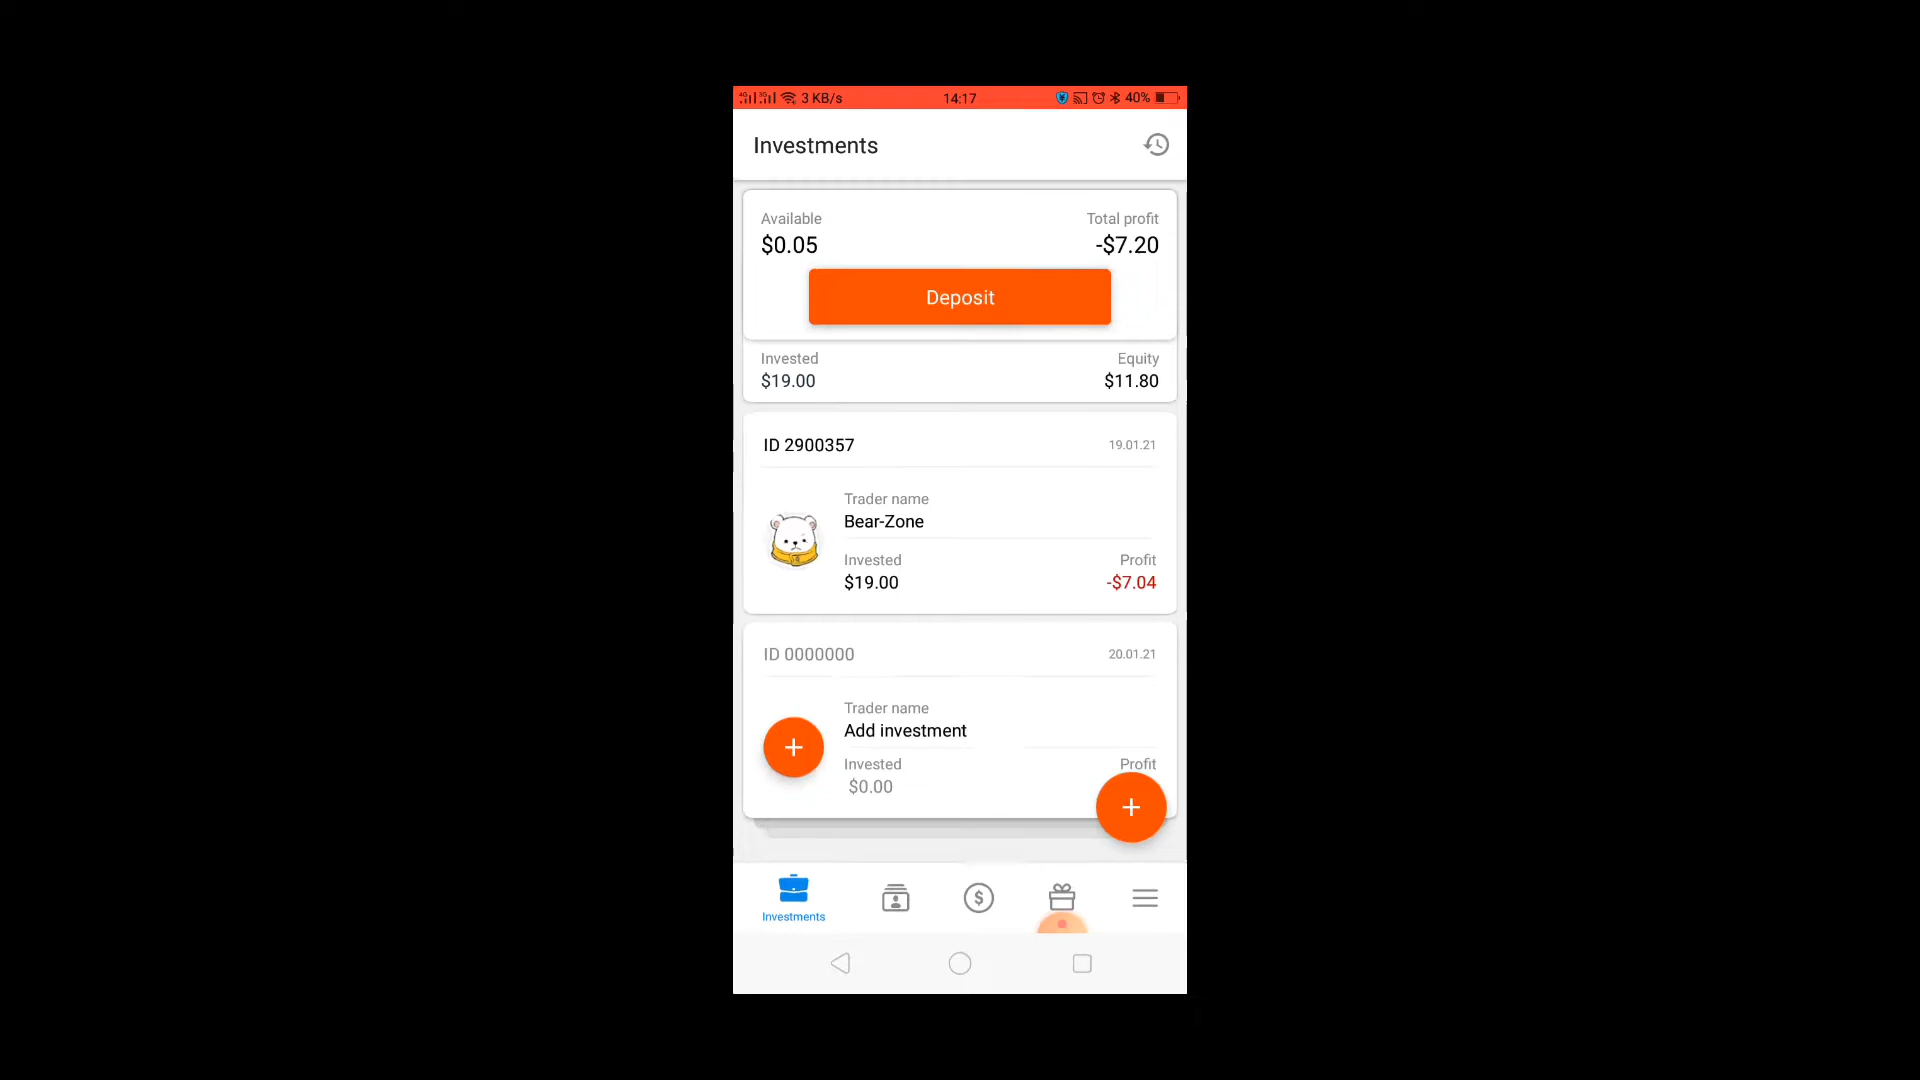 4G 3G 3 KB/s 14:17 40%
Investments
Available Total profit
$0.05 -$7.20
Deposit
Invested Equity
$19.00 $11.80
ID 2900357 19.01.21
Trader name
Bear-Zone
Invested Profit
$19.00 -$7.04
ID 0000000 20.01.21
Trader name
Add investment
Invested Profit
$0.00
Investments